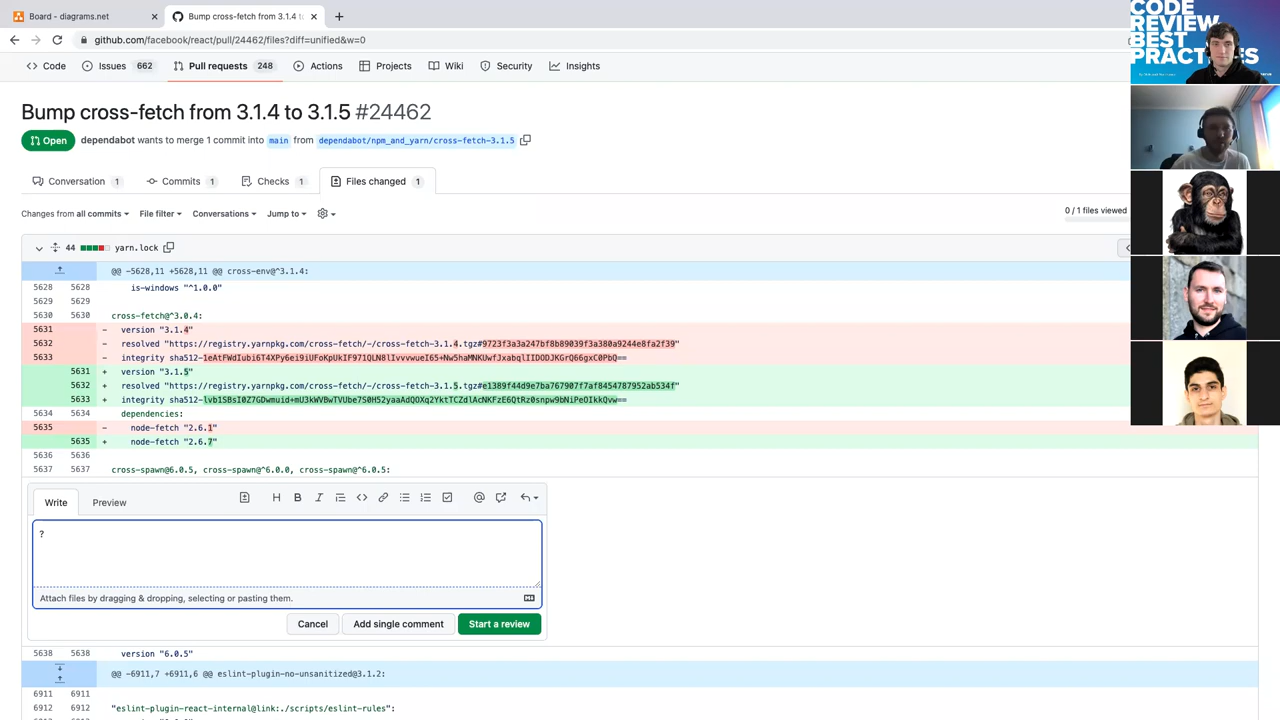 Board - diagrams.net
Bump cross-fetch from 3.1.4 to
github.com/facebook/react/pull/24462/files?diff=unified&w=0
Code
Issues 662
Pull requests 248
Actions
Projects
Wiki
Security
Insights
CODE
REVIEW
BEST
PRACTICES
Bump cross-fetch from 3.1.4 to 3.1.5 #24462
Open
dependabot wants to merge 1 commit into main from dependabot/npm_and_yarn/cross-fetch-3.1.5
Conversation 1
Commits 1
Checks 1
Files changed 1
Changes from all commits
File filter
Conversations
Jump to
0 / 1 files viewed
44 yarn.lock
@@ -5628,11 +5628,11 @@ cross-env@^3.1.4:
5628 5628 is-windows "^1.0.0"
5629 5629
5630 5630 cross-fetch@^3.0.4:
5631 - version "3.1.4"
5632 - resolved "https://registry.yarnpkg.com/cross-fetch/-/cross-fetch-3.1.4.tgz#9723f3a3a247bf8b89039f3a380a9244e8fa2f39"
5633 - integrity sha512-1eAtFWdIubi6T4XPy6ei9iUFoKpUkIF971QLN8lIvvvwueI65+Nw5haMNKUwfJxabqlIIDODJKGrQ66gxC0PbQ==
5631 + version "3.1.5"
5632 + resolved "https://registry.yarnpkg.com/cross-fetch/-/cross-fetch-3.1.5.tgz#e1389f44d9e7ba767907f7af8454787952ab534f"
5633 + integrity sha512-lvb1SBsI0Z7GDwmuid+mU3kWVBwTVUbe7S0H52yaaAdQOXq2YktTCZdlAcNKFzE6QtRz0snpw9bNiPeOIkkQvw==
5634 5634 dependencies:
5635 - node-fetch "2.6.1"
5635 + node-fetch "2.6.7"
5636 5636
5637 5637 cross-spawn@6.0.5, cross-spawn@^6.0.0, cross-spawn@^6.0.5:
Write
Preview
?
Attach files by dragging & dropping, selecting or pasting them.
Cancel
Add single comment
Start a review
5638 5638 version "6.0.5"
@@ -6911,7 +6911,6 @@ eslint-plugin-no-unsanitized@3.1.2:
6911 6911
6912 6912 "eslint-plugin-react-internal@link:./scripts/eslint-rules":